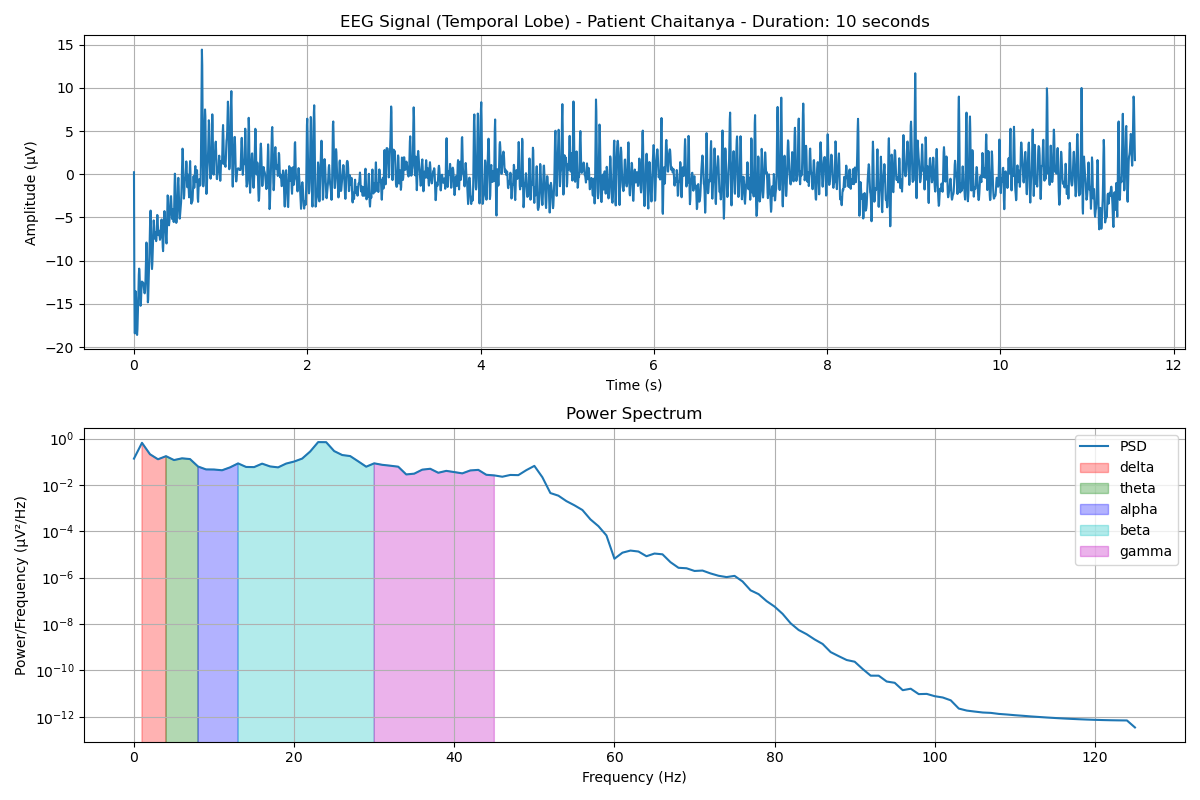 EEG Signal (Temporal Lobe) - Patient Chaitanya - Duration: 10 seconds
Amplitude (µV)
15
10
5
0
−5
−10
−15
−20
0 2 4 6 8 10 12
Time (s)
Power Spectrum
Power/Frequency (µV²/Hz)
10⁰
10⁻²
10⁻⁴
10⁻⁶
10⁻⁸
10⁻¹⁰
10⁻¹²
PSD
delta
theta
alpha
beta
gamma
0 20 40 60 80 100 120
Frequency (Hz)